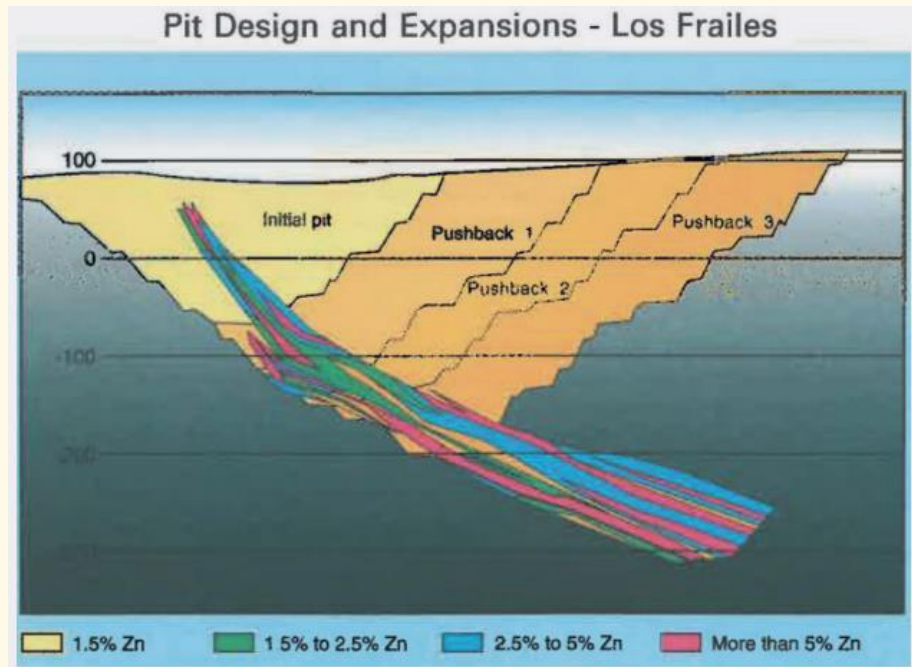 Pit Design and Expansions - Los Frailes
100
Initial pit
Pushback 1
Pushback 3
0
Pushback 2
-100
-200
1.5% Zn
1 5% to 2.5% Zn
2.5% to 5% Zn
More than 5% Zn